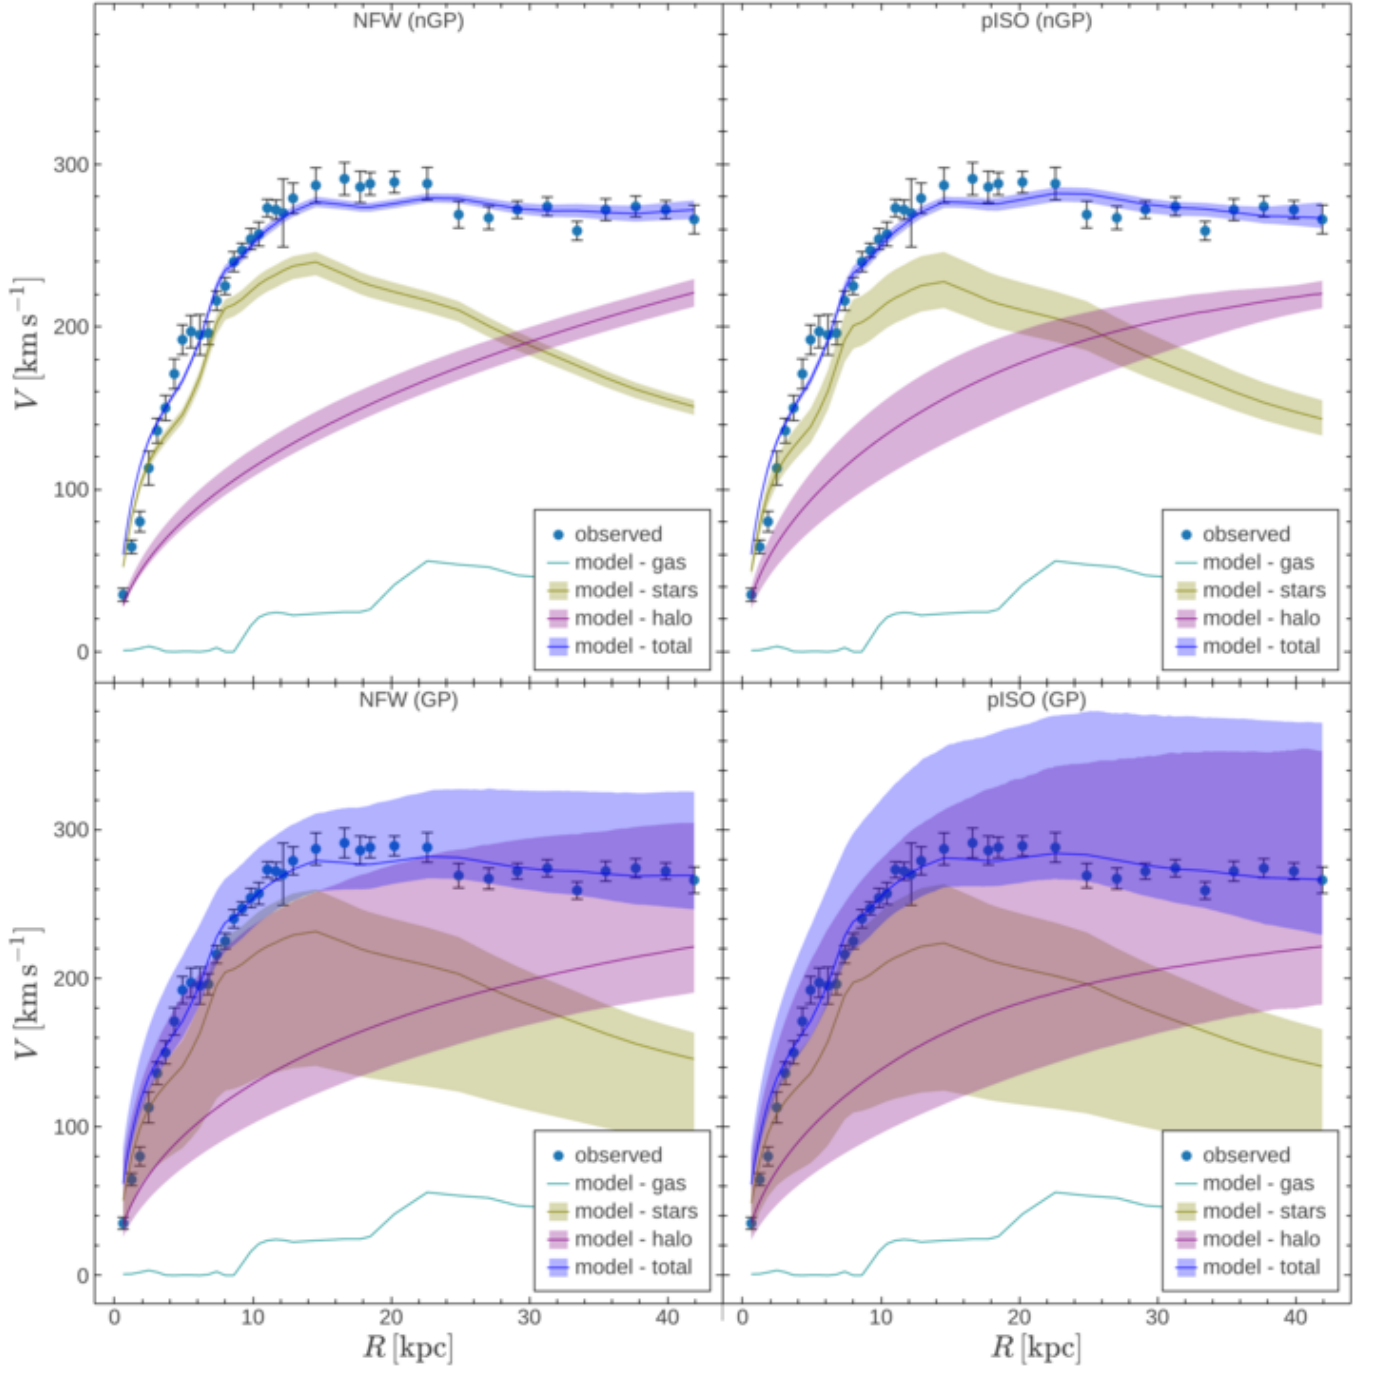 NFW (nGP)
pISO (nGP)
300
200
100
0
V [km s⁻¹]
observed
model - gas
model - stars
model - halo
model - total
observed
model - gas
model - stars
model - halo
model - total
NFW (GP)
pISO (GP)
300
200
100
0
V [km s⁻¹]
observed
model - gas
model - stars
model - halo
model - total
observed
model - gas
model - stars
model - halo
model - total
0 10 20 30 40
0 10 20 30 40
R [kpc]
R [kpc]